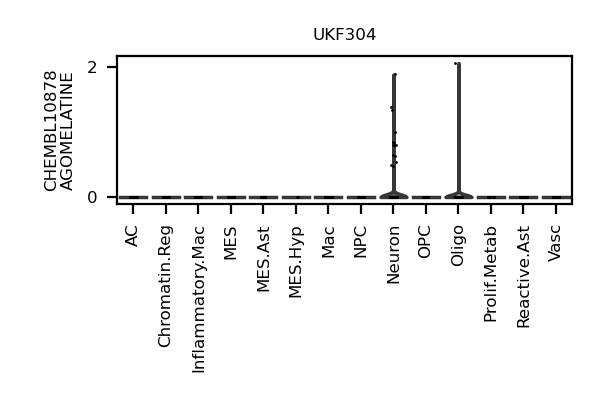 UKF304
CHEMBL10878
AGOMELATINE
2
0
AC
Chromatin.Reg
Inflammatory.Mac
MES
MES.Ast
MES.Hyp
Mac
NPC
Neuron
OPC
Oligo
Prolif.Metab
Reactive.Ast
Vasc